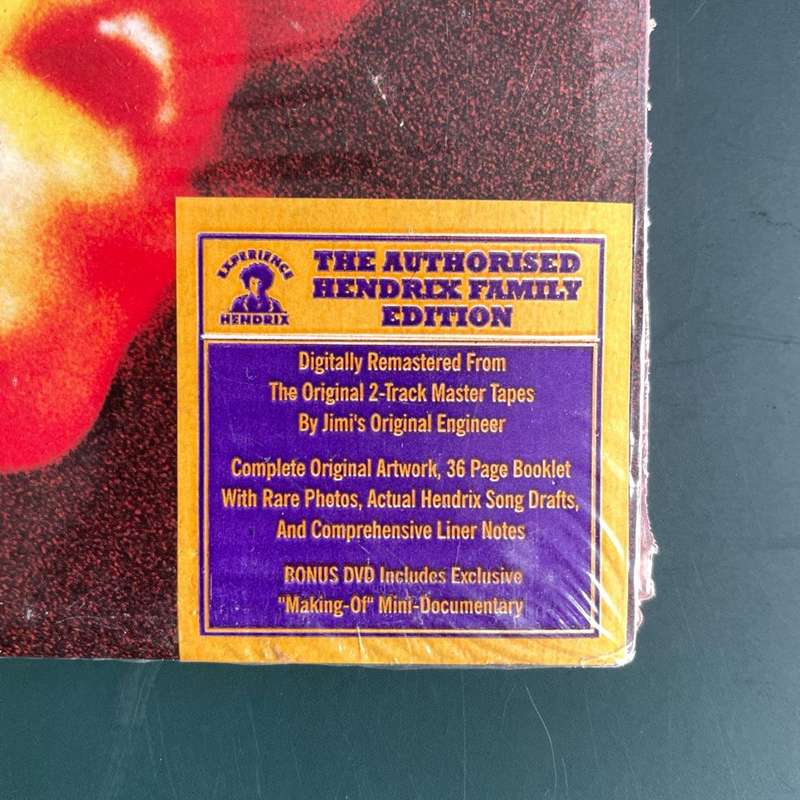 EXPERIENCE
HENDRIX
THE AUTHORISED
HENDRIX FAMILY
EDITION
Digitally Remastered From
The Original 2-Track Master Tapes
By Jimi's Original Engineer
Complete Original Artwork, 36 Page Booklet
With Rare Photos, Actual Hendrix Song Drafts,
And Comprehensive Liner Notes
BONUS DVD Includes Exclusive
"Making-Of" Mini-Documentary